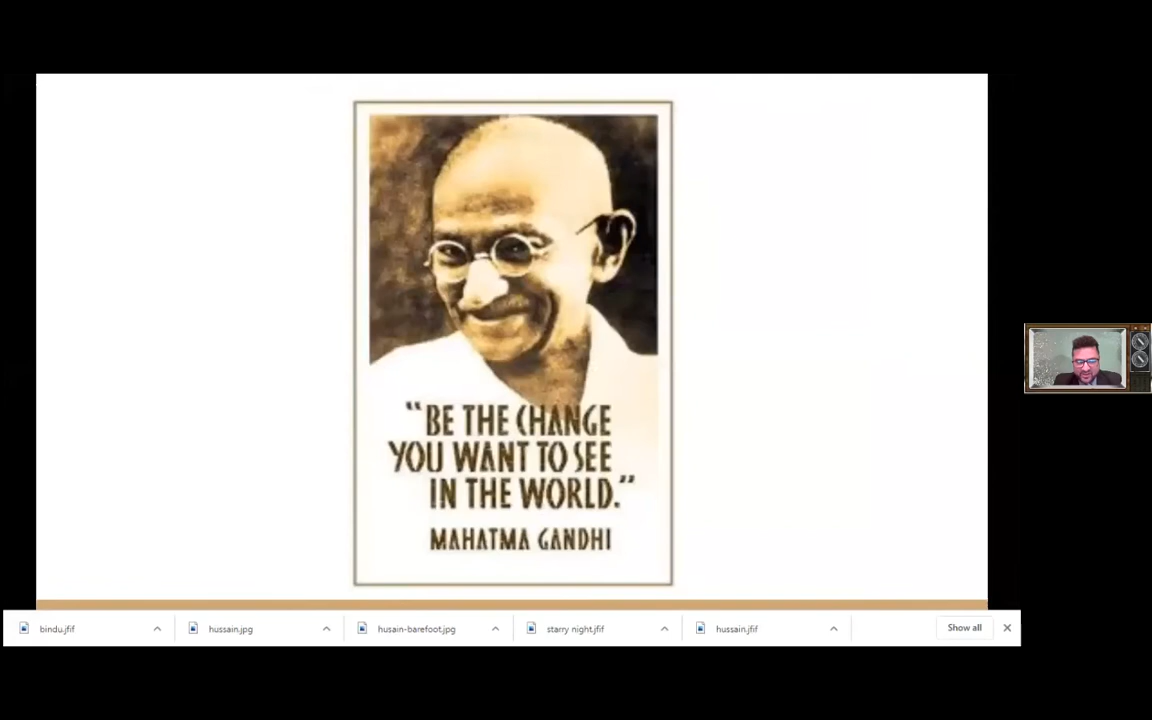 “BE THE CHANGE
YOU WANT TO SEE
IN THE WORLD.”
MAHATMA GANDHI
bindu.jfif
hussain.jpg
husain-barefoot.jpg
starry night.jfif
hussain.jfif
Show all